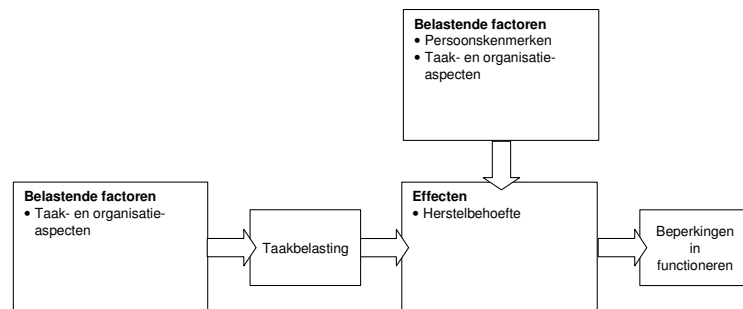 Belastende factoren
• Persoonskenmerken
• Taak- en organisatie-
aspecten
Belastende factoren
• Taak- en organisatie-
aspecten
Taakbelasting
Effecten
• Herstelbehoefte
Beperkingen
in
functioneren